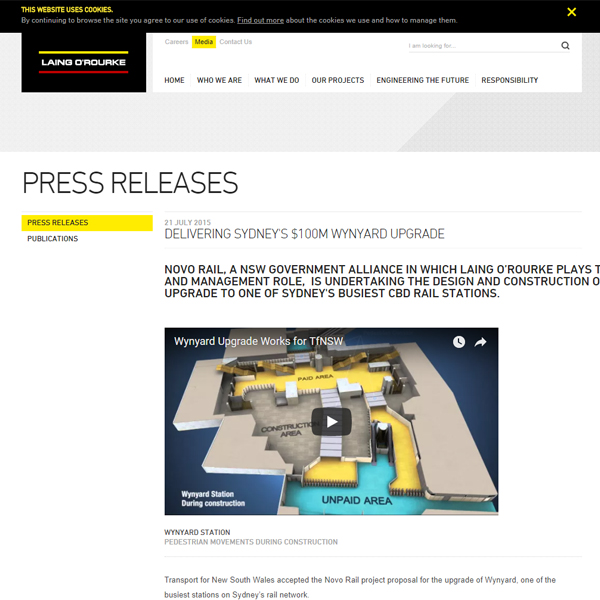 THIS WEBSITE USES COOKIES.
By continuing to browse the site you agree to our use of cookies. Find out more about the cookies we use and how to manage them.
Careers Media Contact Us
I am looking for...
LAING O'ROURKE
HOME WHO WE ARE WHAT WE DO OUR PROJECTS ENGINEERING THE FUTURE RESPONSIBILITY
PRESS RELEASES
PRESS RELEASES
PUBLICATIONS
21 JULY 2015
DELIVERING SYDNEY'S $100M WYNYARD UPGRADE
NOVO RAIL, A NSW GOVERNMENT ALLIANCE IN WHICH LAING O'ROURKE PLAYS T
AND MANAGEMENT ROLE, IS UNDERTAKING THE DESIGN AND CONSTRUCTION O
UPGRADE TO ONE OF SYDNEY'S BUSIEST CBD RAIL STATIONS.
Wynyard Upgrade Works for TfNSW
PAID AREA
CONSTRUCTION
AREA
UNPAID AREA
Wynyard Station
During construction
WYNYARD STATION
PEDESTRIAN MOVEMENTS DURING CONSTRUCTION
Transport for New South Wales accepted the Novo Rail project proposal for the upgrade of Wynyard, one of the
busiest stations on Sydney's rail network.